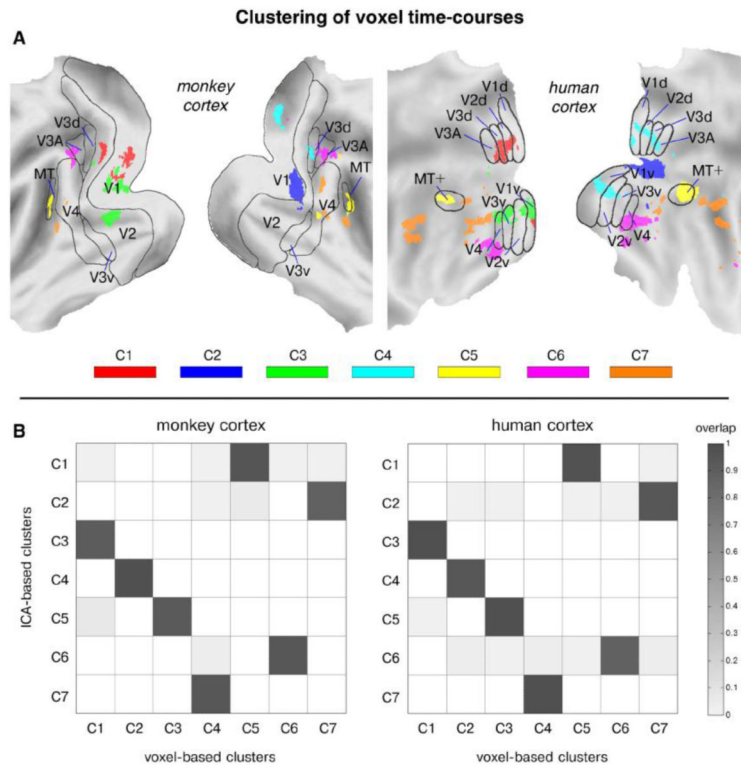 Clustering of voxel time-courses
A
monkey cortex
human cortex
V3d
V3A
MT
V1
V4
V2
V3v
V3d
V3A
MT
V1
V4
V2
V3v
V1d
V2d
V3d
V3A
MT+
V1v
V3v
V4
V2v
V1d
V2d
V3d
V3A
MT+
V1v
V3v
V4
V2v
C1 C2 C3 C4 C5 C6 C7
B
monkey cortex
human cortex
overlap
ICA-based clusters
C1
C2
C3
C4
C5
C6
C7
C1 C2 C3 C4 C5 C6 C7
voxel-based clusters
C1
C2
C3
C4
C5
C6
C7
C1 C2 C3 C4 C5 C6 C7
voxel-based clusters
1
0.9
0.8
0.7
0.6
0.5
0.4
0.3
0.2
0.1
0